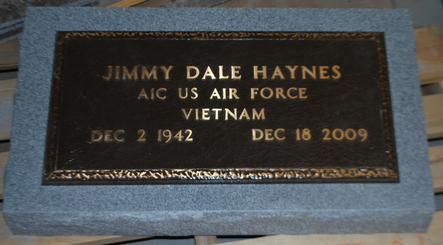 JIMMY DALE HAYNES
A1C US AIR FORCE
VIETNAM
DEC 2 1942 DEC 18 2009